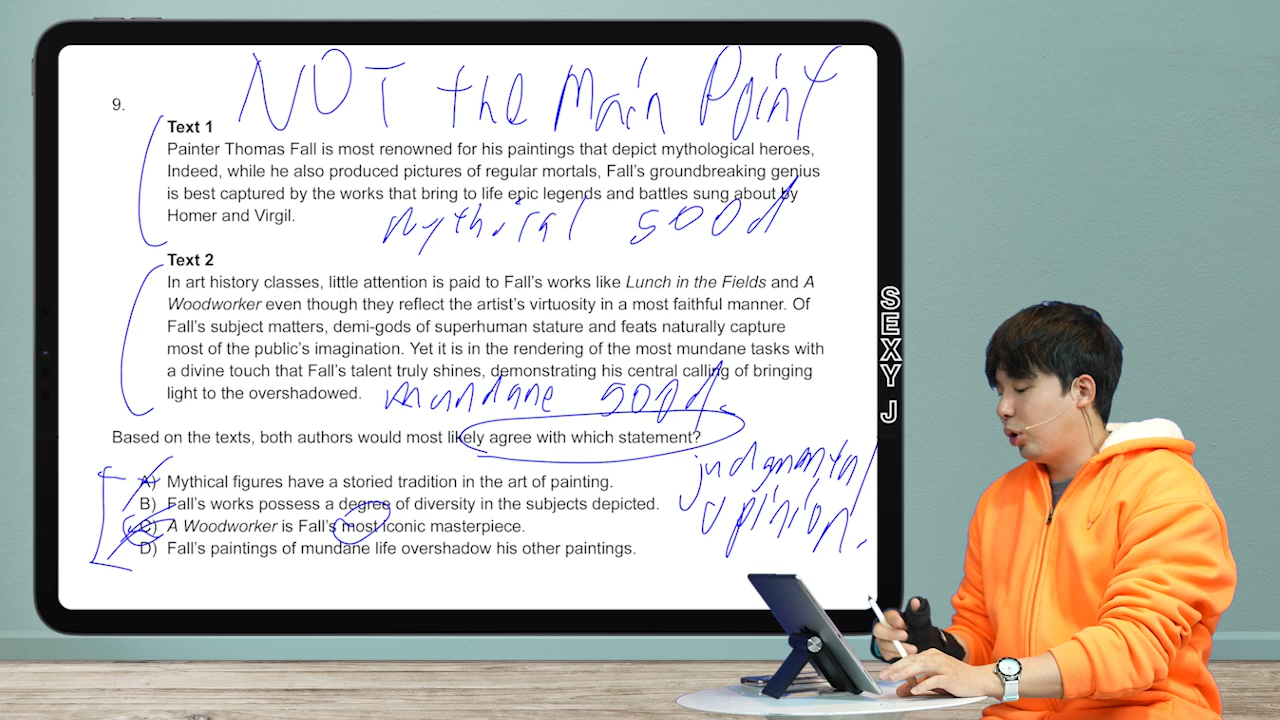 NOT the Main Point
9.
Text 1
Painter Thomas Fall is most renowned for his paintings that depict mythological heroes,
Indeed, while he also produced pictures of regular mortals, Fall's groundbreaking genius
is best captured by the works that bring to life epic legends and battles sung about by
Homer and Virgil.
mythical good
Text 2
In art history classes, little attention is paid to Fall's works like Lunch in the Fields and A
Woodworker even though they reflect the artist's virtuosity in a most faithful manner. Of
Fall's subject matters, demi-gods of superhuman stature and feats naturally capture
most of the public's imagination. Yet it is in the rendering of the most mundane tasks with
a divine touch that Fall's talent truly shines, demonstrating his central calling of bringing
light to the overshadowed.
mundane good.
Based on the texts, both authors would most likely agree with which statement?
judgmental
opinion.
A) Mythical figures have a storied tradition in the art of painting.
B) Fall's works possess a degree of diversity in the subjects depicted.
C) A Woodworker is Fall's most iconic masterpiece.
D) Fall's paintings of mundane life overshadow his other paintings.
SEXY J